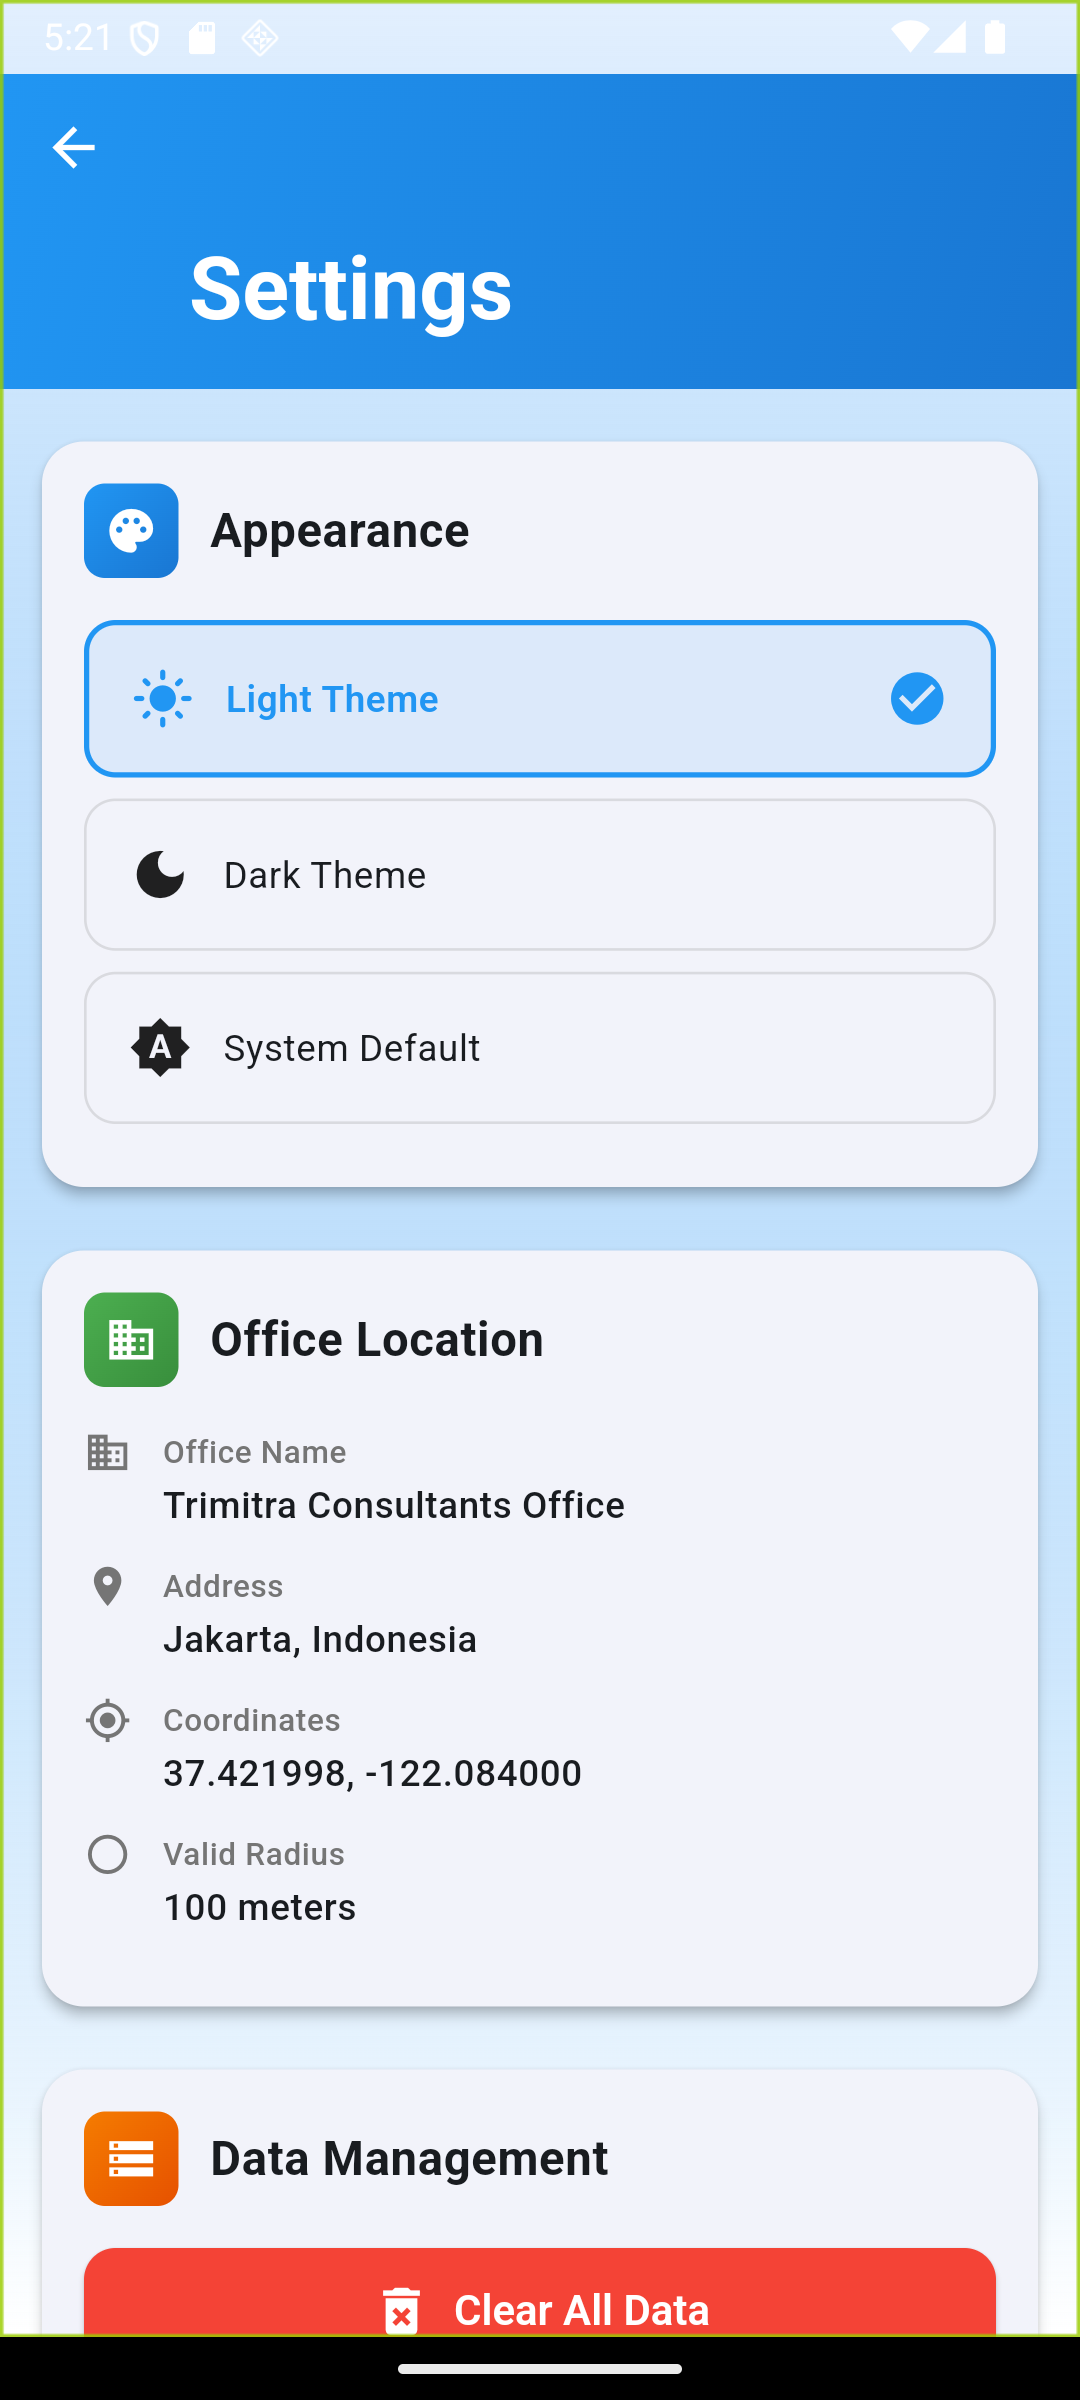 5:21
Settings
Appearance
Light Theme
Dark Theme
A
System Default
Office Location
Office Name
Trimitra Consultants Office
Address
Jakarta, Indonesia
Coordinates
37.421998, -122.084000
Valid Radius
100 meters
Data Management
Clear All Data